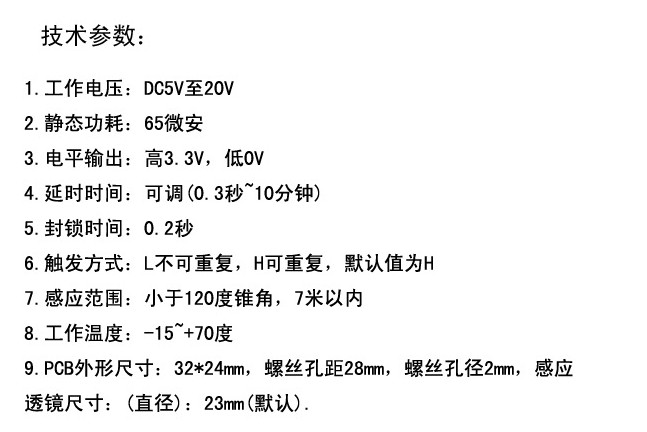 技术参数:
1.工作电压: DC5V至20V
2.静态功耗: 65微安
3.电平输出: 高3.3V, 低0V
4.延时时间: 可调(0.3秒~10分钟)
5.封锁时间: 0.2秒
6.触发方式: L不可重复, H可重复, 默认值为H
7.感应范围: 小于120度锥角, 7米以内
8.工作温度: -15~+70度
9.PCB外形尺寸: 32*24mm, 螺丝孔距28mm, 螺丝孔径2mm, 感应
透镜尺寸: (直径): 23mm(默认).